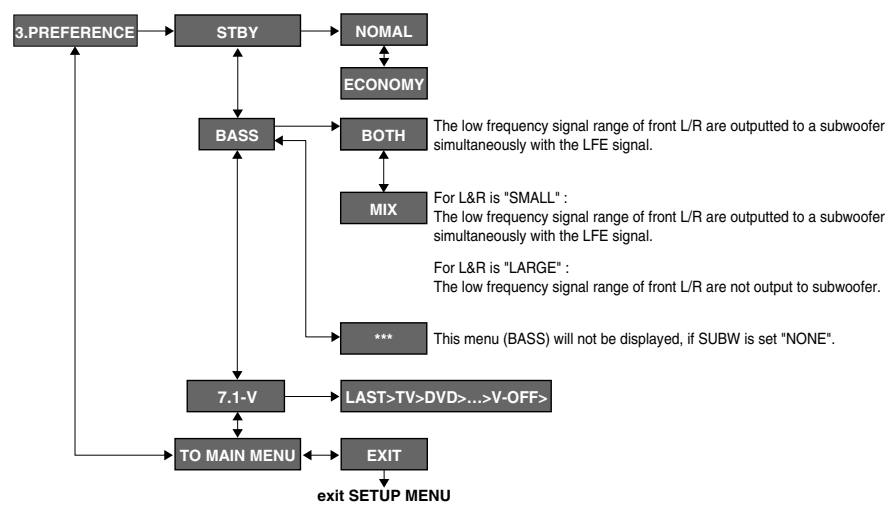 3.PREFERENCE
STBY
NOMAL
ECONOMY
BASS
BOTH
The low frequency signal range of front L/R are outputted to a subwoofer
simultaneously with the LFE signal.
MIX
For L&R is "SMALL" :
The low frequency signal range of front L/R are outputted to a subwoofer
simultaneously with the LFE signal.
For L&R is "LARGE" :
The low frequency signal range of front L/R are not output to subwoofer.
***
This menu (BASS) will not be displayed, if SUBW is set "NONE".
7.1-V
LAST>TV>DVD>...>V-OFF>
TO MAIN MENU
EXIT
exit SETUP MENU